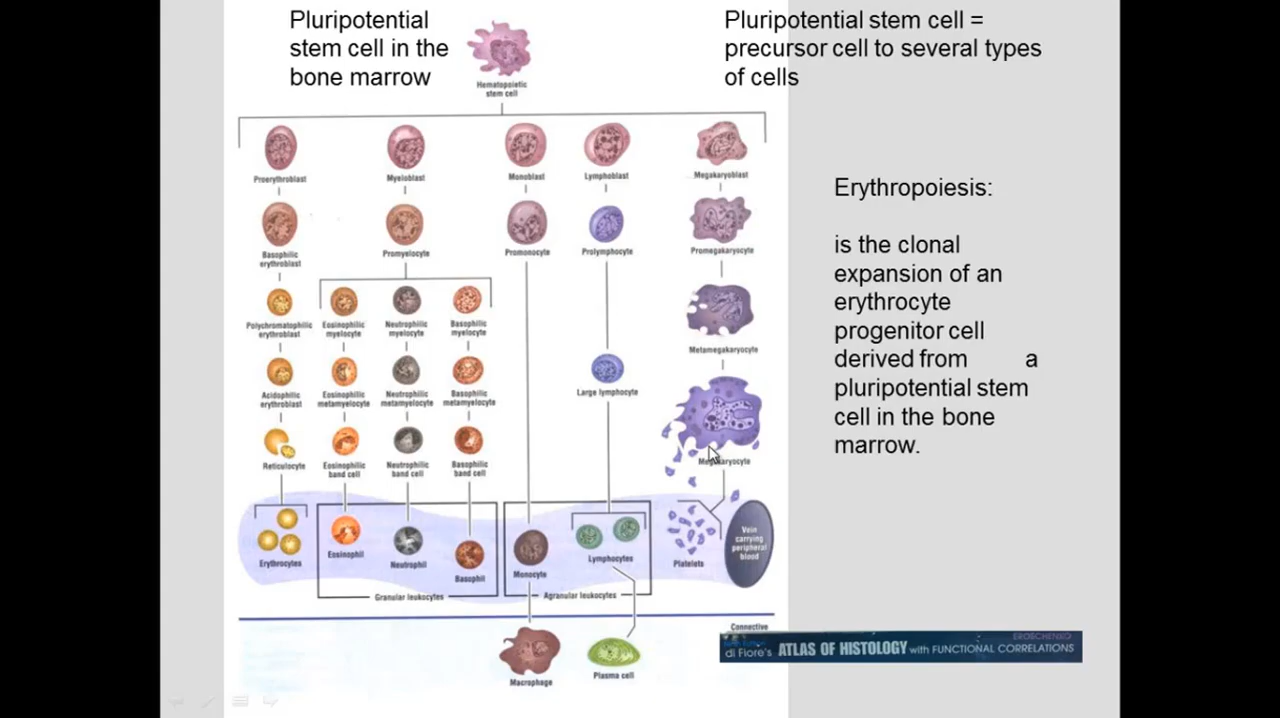 Pluripotential
stem cell in the
bone marrow
Pluripotential stem cell =
precursor cell to several types
of cells
Hematopoietic
stem cell
Proerythroblast
Myeloblast
Monoblast
Lymphoblast
Megakaryoblast
Basophilic
erythroblast
Promyelocyte
Promonocyte
Prolymphocyte
Promegakaryocyte
Polychromatophilic
erythroblast
Eosinophilic
myelocyte
Neutrophilic
myelocyte
Basophilic
myelocyte
Metamegakaryocyte
Acidophilic
erythroblast
Eosinophilic
metamyelocyte
Neutrophilic
metamyelocyte
Basophilic
metamyelocyte
Large lymphocyte
Reticulocyte
Eosinophilic
band cell
Neutrophilic
band cell
Basophilic
band cell
Megakaryocyte
Erythrocytes
Eosinophil
Neutrophil
Basophil
Monocyte
Lymphocytes
Platelets
Vein
carrying
peripheral
blood
Granular leukocytes
Agranular leukocytes
Connective
Macrophage
Plasma cell
Erythropoiesis:
is the clonal
expansion of an
erythrocyte
progenitor cell
derived from a
pluripotential stem
cell in the bone
marrow.
EROSCHENKO
di Fiore's ATLAS OF HISTOLOGY with FUNCTIONAL CORRELATIONS